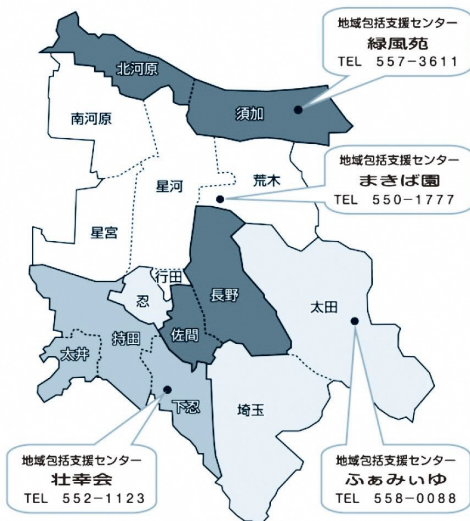 地域包括支援センター
緑風苑
TEL 557-3611
北河原
須加
南河原
地域包括支援センター
まきば園
TEL 550-1777
星河
荒木
星宮
行田
忍
長野
太田
佐間
持田
太井
下忍
埼玉
地域包括支援センター
壮幸会
TEL 552-1123
地域包括支援センター
ふぁみぃゆ
TEL 558-0088